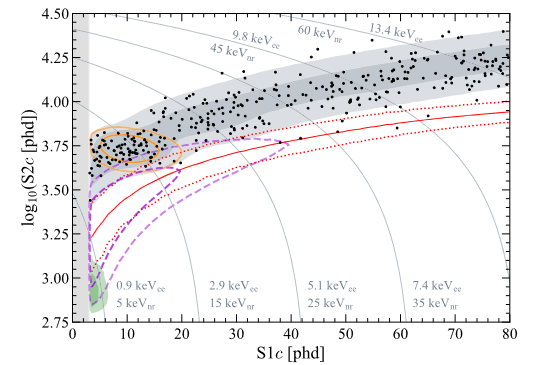 4.50
4.25
4.00
3.75
3.50
3.25
3.00
2.75
log₁₀(S2c [phd])
9.8 keVₑₑ
45 keVₙᵣ
60 keVₙᵣ
13.4 keVₑₑ
0.9 keVₑₑ
5 keVₙᵣ
2.9 keVₑₑ
15 keVₙᵣ
5.1 keVₑₑ
25 keVₙᵣ
7.4 keVₑₑ
35 keVₙᵣ
0 10 20 30 40 50 60 70 80
S1c [phd]